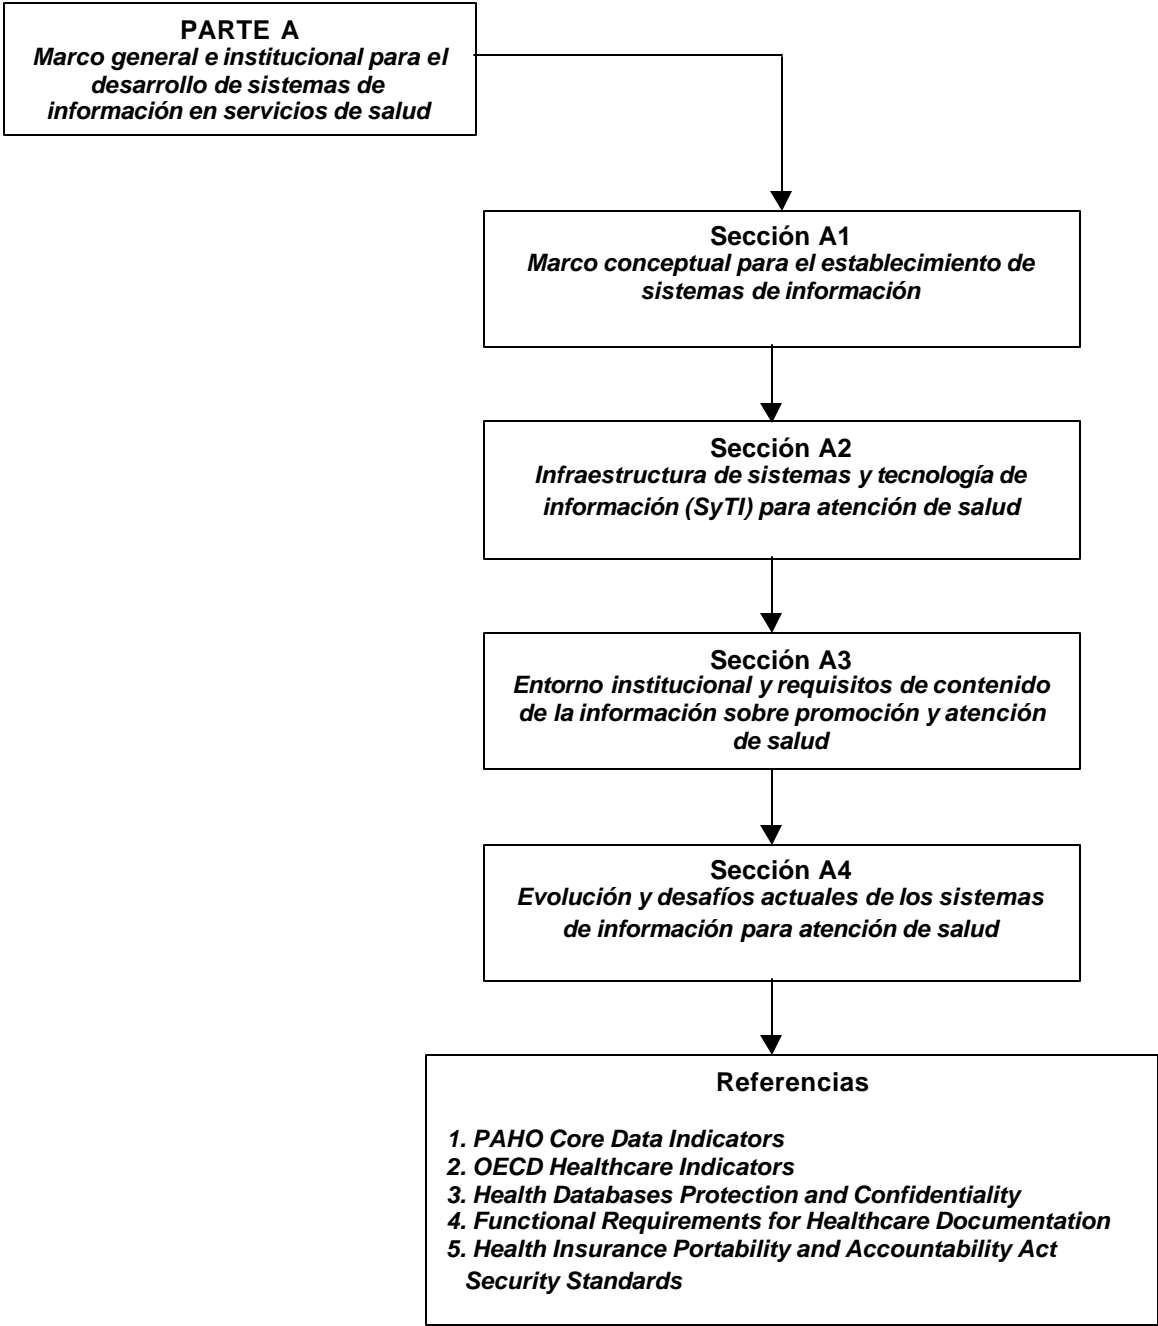 PARTE A
Marco general e institucional para el
desarrollo de sistemas de
información en servicios de salud
Sección A1
Marco conceptual para el establecimiento de
sistemas de información
Sección A2
Infraestructura de sistemas y tecnología de
información (SyTI) para atención de salud
Sección A3
Entorno institucional y requisitos de contenido
de la información sobre promoción y atención
de salud
Sección A4
Evolución y desafíos actuales de los sistemas
de información para atención de salud
Referencias
1. PAHO Core Data Indicators
2. OECD Healthcare Indicators
3. Health Databases Protection and Confidentiality
4. Functional Requirements for Healthcare Documentation
5. Health Insurance Portability and Accountability Act
Security Standards